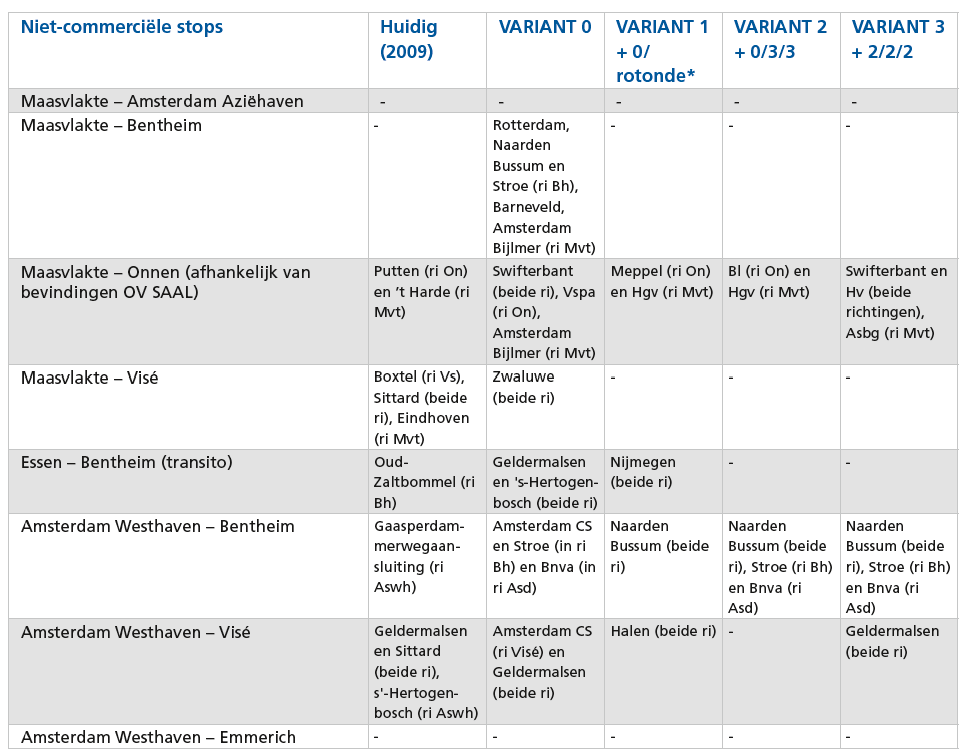 Niet-commerciële stops
Huidig
(2009)
VARIANT 0
VARIANT 1
+ 0/
rotonde*
VARIANT 2
+ 0/3/3
VARIANT 3
+ 2/2/2
Maasvlakte – Amsterdam Aziëhaven
-
-
-
-
-
Maasvlakte – Bentheim
-
Rotterdam,
Naarden
Bussum en
Stroe (ri Bh),
Barneveld,
Amsterdam
Bijlmer (ri Mvt)
-
-
-
Maasvlakte – Onnen (afhankelijk van
bevindingen OV SAAL)
Putten (ri On)
en ’t Harde (ri
Mvt)
Swifterbant
(beide ri), Vspa
(ri On),
Amsterdam
Bijlmer (ri Mvt)
Meppel (ri On)
en Hgv (ri Mvt)
Bl (ri On) en
Hgv (ri Mvt)
Swifterbant en
Hv (beide
richtingen),
Asbg (ri Mvt)
Maasvlakte – Visé
Boxtel (ri Vs),
Sittard (beide
ri), Eindhoven
(ri Mvt)
Zwaluwe
(beide ri)
-
-
-
Essen – Bentheim (transito)
Oud-
Zaltbommel (ri
Bh)
Geldermalsen
en 's-Hertogen-
bosch (beide ri)
Nijmegen
(beide ri)
-
-
Amsterdam Westhaven – Bentheim
Gaasperdam-
merwegaan-
sluiting (ri
Aswh)
Amsterdam CS
en Stroe (in ri
Bh) en Bnva (in
ri Asd)
Naarden
Bussum (beide
ri)
Naarden
Bussum (beide
ri), Stroe (ri Bh)
en Bnva (ri
Asd)
Naarden
Bussum (beide
ri), Stroe (ri Bh)
en Bnva (ri
Asd)
Amsterdam Westhaven – Visé
Geldermalsen
en Sittard
(beide ri),
s'-Hertogen-
bosch (ri Aswh)
Amsterdam CS
(ri Visé) en
Geldermalsen
(beide ri)
Halen (beide ri)
-
Geldermalsen
(beide ri)
Amsterdam Westhaven – Emmerich
-
-
-
-
-